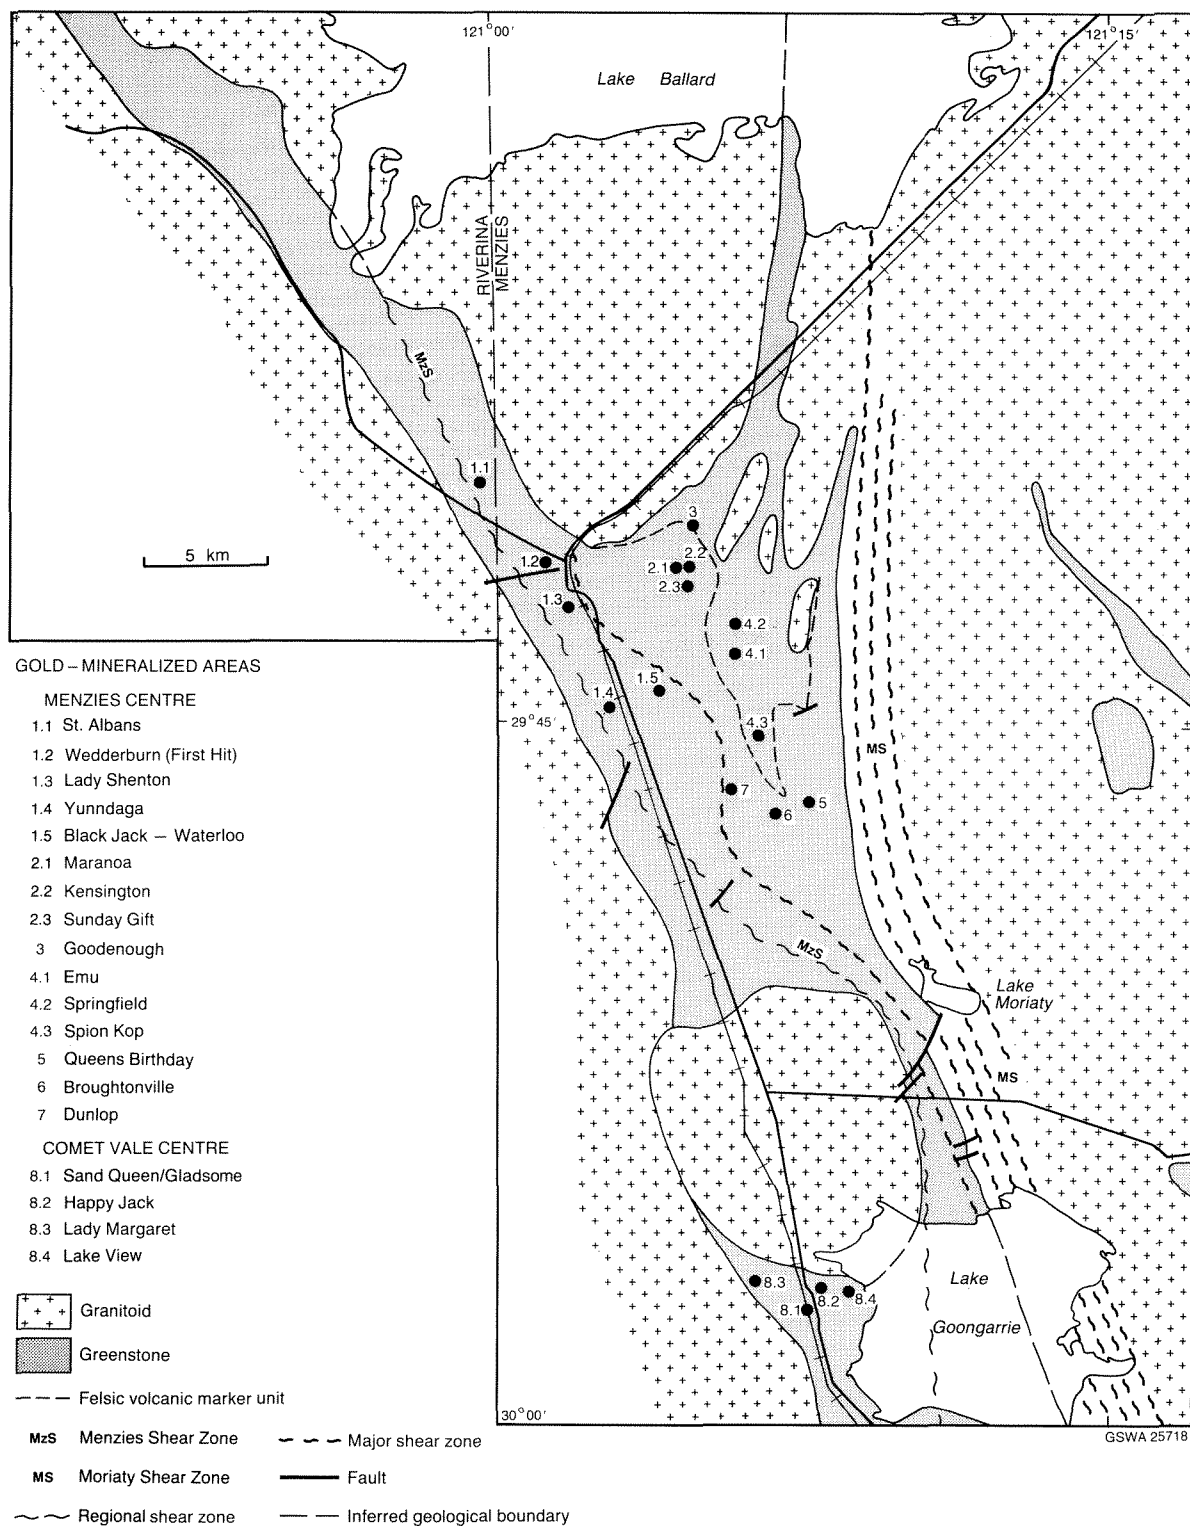 121°00'
121°15'
Lake Ballard
RIVERINA
MENZIES
MzS
1.1
5 km
3
1.2
2.1
2.2
2.3
1.3
4.2
4.1
1.5
1.4
29°45'
4.3
MS
7
5
6
MzS
Lake
Moriaty
MS
8.3
8.2
8.4
8.1
Lake
Goongarrie
30°00'
GSWA 25718
GOLD – MINERALIZED AREAS
MENZIES CENTRE
1.1 St. Albans
1.2 Wedderburn (First Hit)
1.3 Lady Shenton
1.4 Yunndaga
1.5 Black Jack — Waterloo
2.1 Maranoa
2.2 Kensington
2.3 Sunday Gift
3 Goodenough
4.1 Emu
4.2 Springfield
4.3 Spion Kop
5 Queens Birthday
6 Broughtonville
7 Dunlop
COMET VALE CENTRE
8.1 Sand Queen/Gladsome
8.2 Happy Jack
8.3 Lady Margaret
8.4 Lake View
Granitoid
Greenstone
Felsic volcanic marker unit
MzS Menzies Shear Zone
Major shear zone
MS Moriaty Shear Zone
Fault
Regional shear zone
Inferred geological boundary